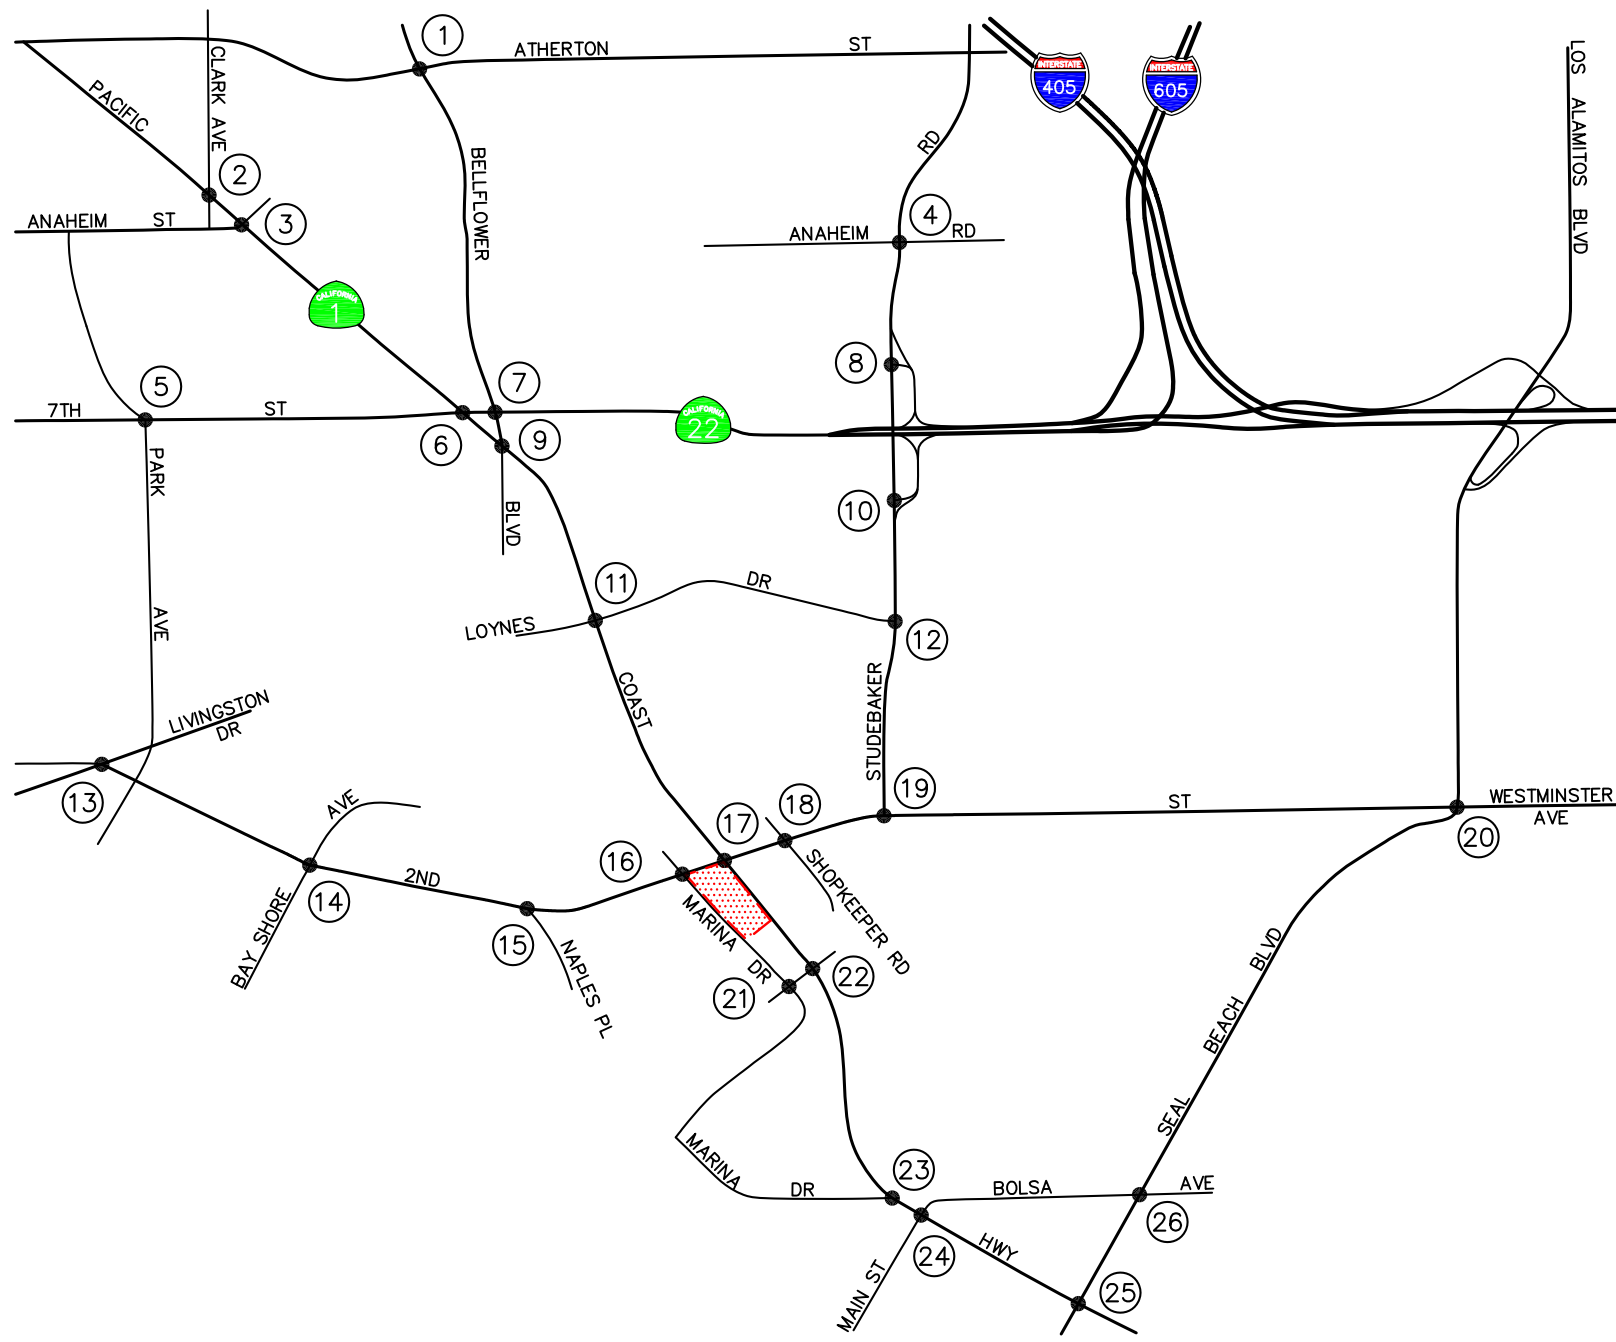 1
ATHERTON ST
INTERSTATE
405
INTERSTATE
605
LOS ALAMITOS BLVD
CLARK AVE
PACIFIC
BELLFLOWER
RD
2
3
4
ANAHEIM ST
ANAHEIM RD
CALIFORNIA
1
8
5
7
7TH ST
CALIFORNIA
22
6
9
PARK
BLVD
10
11
DR
LOYNES
12
AVE
STUDEBAKER
COAST
LIVINGSTON
DR
13
AVE
17
18
19
ST
WESTMINSTER
AVE
20
16
SHOPKEEPER RD
2ND
14
MARINA
DR
BAY SHORE
15
NAPLES PL
21
22
BLVD
BEACH
SEAL
MARINA
DR
23
BOLSA
AVE
26
24
HWY
MAIN ST
25